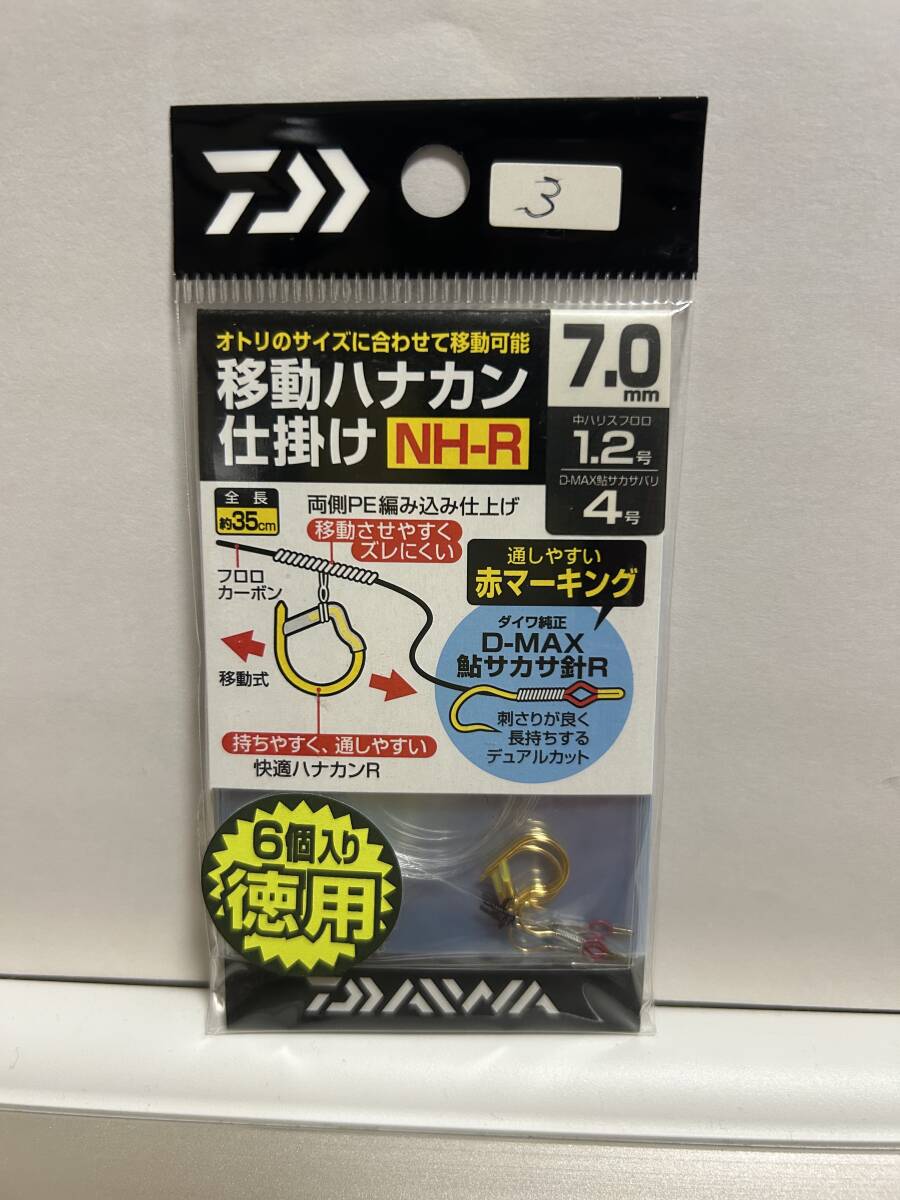 3
オトリのサイズに合わせて移動可能
移動ハナカン
仕掛け NH-R
7.0
mm
中ハリスフロロ
1.2号
D-MAX鮎サカサバリ
4号
全長
約35cm
両側PE編み込み仕上げ
移動させやすく
ズレにくい
フロロ
カーボン
通しやすい
赤マーキング
ダイワ純正
D-MAX
鮎サカサ針R
移動式
刺さりが良く
長持ちする
デュアルカット
持ちやすく、通しやすい
快適ハナカンR
6個入り
徳用
DAIWA